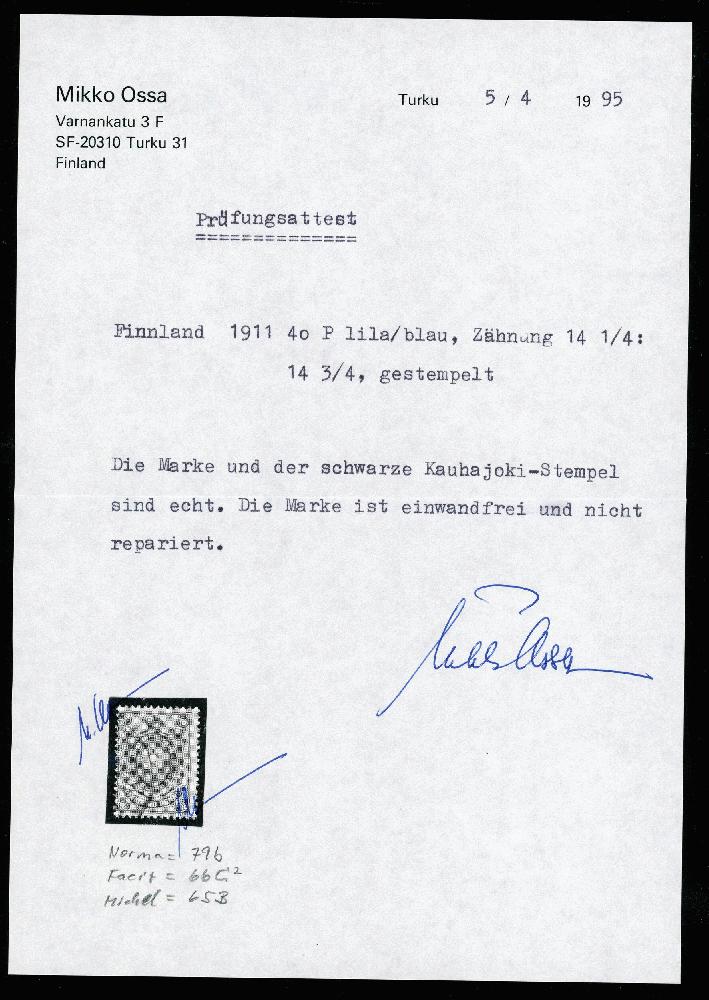 Mikko Ossa
Varnankatu 3 F
SF-20310 Turku 31
Finland
Turku 5 / 4 19 95
Prüfungsattest
==============
Finnland 1911 4o P lila/blau, Zähnung 14 1/4:
14 3/4, gestempelt
Die Marke und der schwarze Kauhajoki-Stempel
sind echt. Die Marke ist einwandfrei und nicht
repariert.
Mikko Ossa
Norma = 79b
Facit = 66C²
Michel = 65B